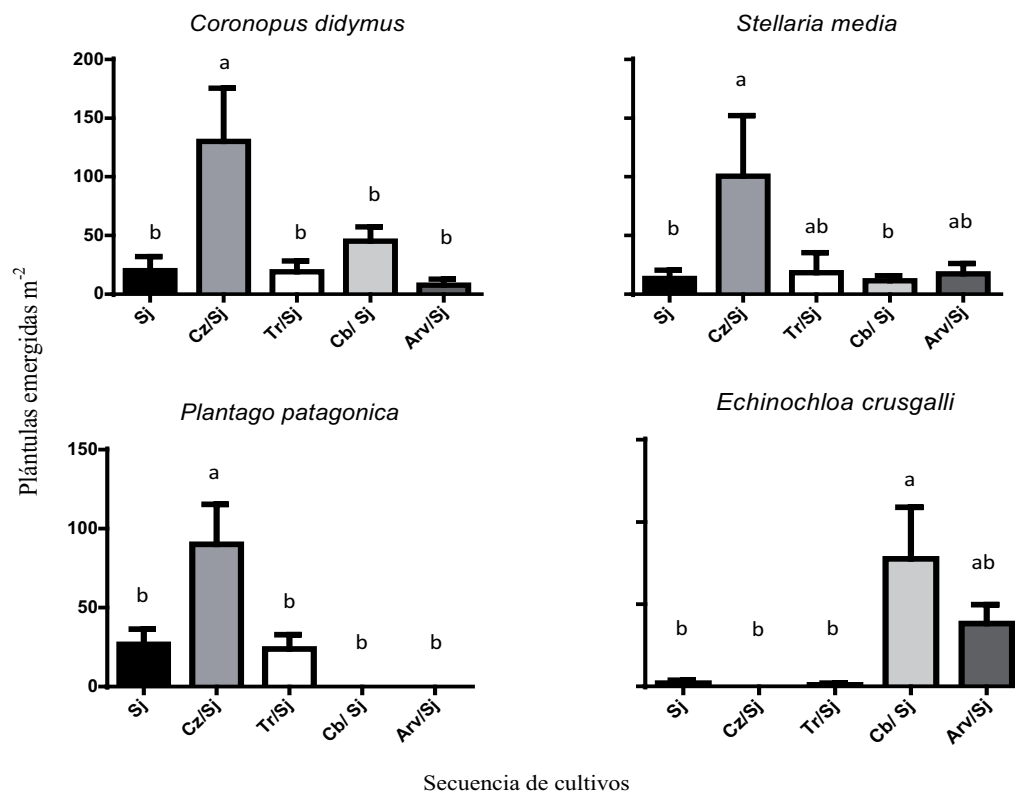 Coronopus didymus
Stellaria media
200
150
100
50
0
a
b
b
b
b
a
b
ab
b
ab
Sj
Cz/Sj
Tr/Sj
Cb/ Sj
Arv/Sj
Sj
Cz/Sj
Tr/Sj
Cb/ Sj
Arv/Sj
Plántulas emergidas m-2
Plantago patagonica
Echinochloa crusgalli
150
100
50
0
b
a
b
b
b
b
b
b
a
ab
Sj
Cz/Sj
Tr/Sj
Cb/ Sj
Arv/Sj
Sj
Cz/Sj
Tr/Sj
Cb/ Sj
Arv/Sj
Secuencia de cultivos